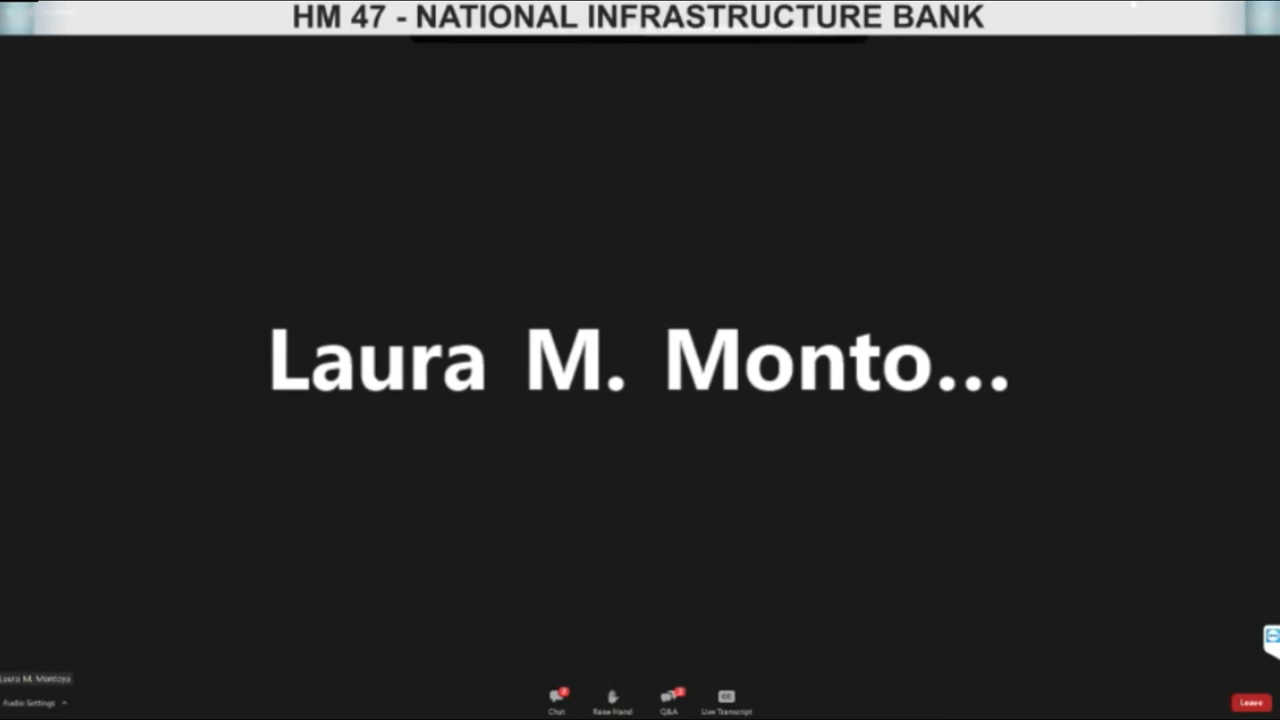 HM 47 - NATIONAL INFRASTRUCTURE BANK
Laura M. Monto...
Laura M. Montoya
Audio Settings
Chat
Raise Hand
Q&A
Live Transcript
Leave